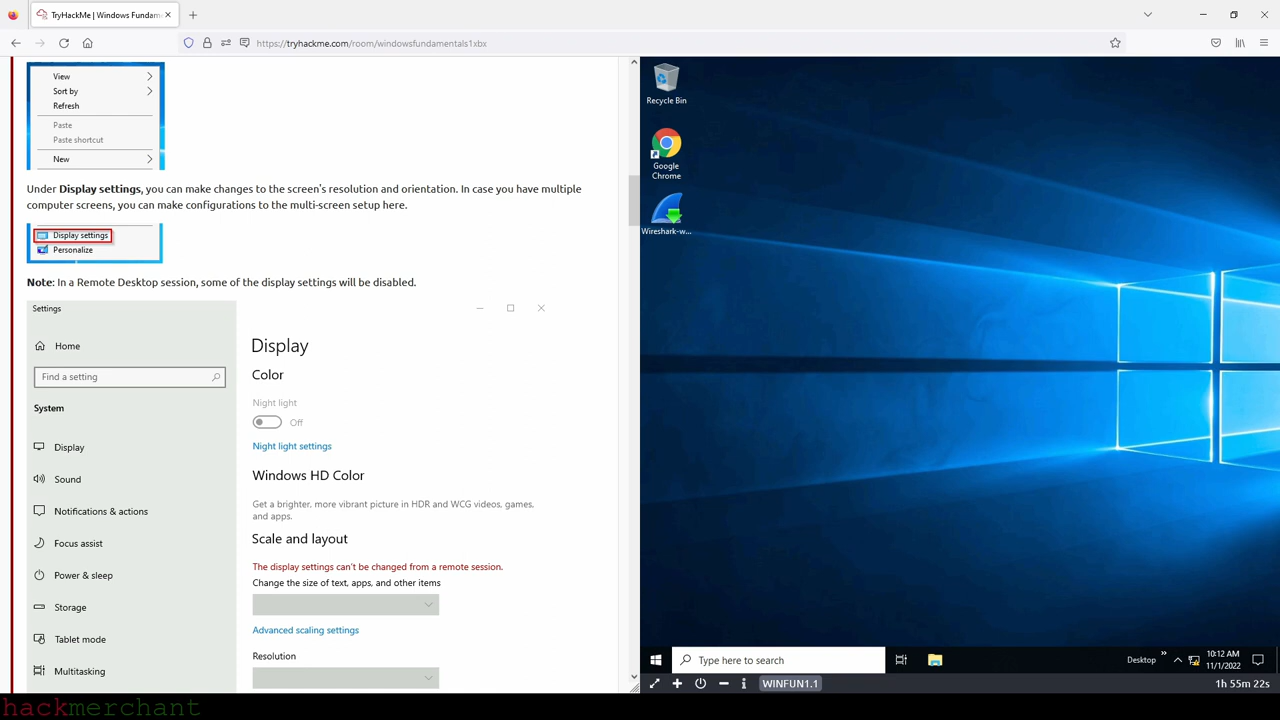 TryHackMe | Windows Fundam
https://tryhackme.com/room/windowsfundamentals1xbx
View
Sort by
Refresh
Paste
Paste shortcut
New
Under Display settings, you can make changes to the screen's resolution and orientation. In case you have multiple
computer screens, you can make configurations to the multi-screen setup here.
Display settings
Personalize
Note: In a Remote Desktop session, some of the display settings will be disabled.
Settings
Home
Find a setting
System
Display
Sound
Notifications & actions
Focus assist
Power & sleep
Storage
Tablet mode
Multitasking
Display
Color
Night light
Off
Night light settings
Windows HD Color
Get a brighter, more vibrant picture in HDR and WCG videos, games,
and apps.
Scale and layout
The display settings can't be changed from a remote session.
Change the size of text, apps, and other items
Advanced scaling settings
Resolution
Recycle Bin
Google
Chrome
Wireshark-w...
Type here to search
Desktop
10:12 AM
11/1/2022
WINFUN1.1
1h 55m 22s
hackmerchant